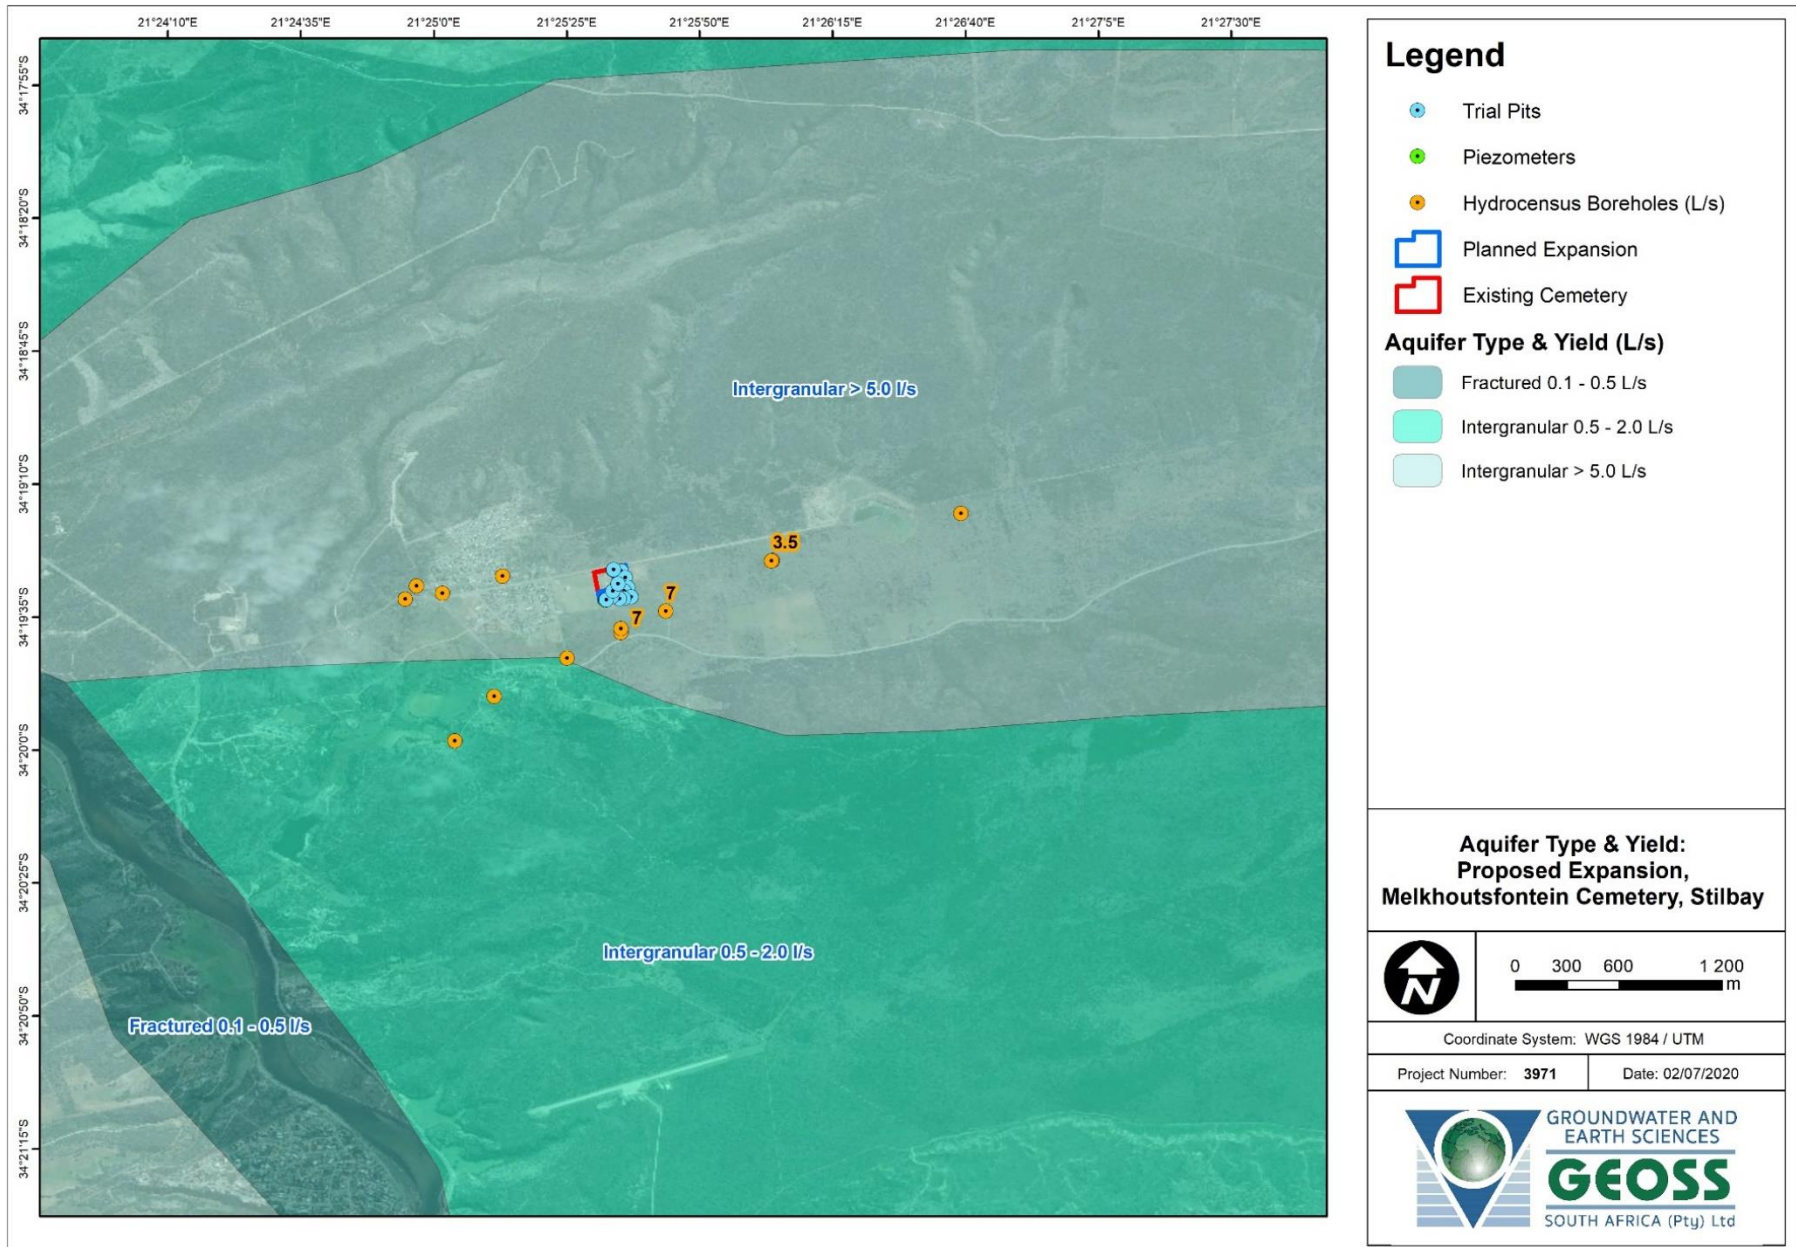 21°24'10"E 21°24'35"E 21°25'0"E 21°25'25"E 21°25'50"E 21°26'15"E 21°26'40"E 21°27'5"E 21°27'30"E
34°17'55"S
34°18'20"S
34°18'45"S
34°19'10"S
34°19'35"S
34°20'0"S
34°20'25"S
34°20'50"S
34°21'15"S
Intergranular > 5.0 l/s
3.5
7
7
Intergranular 0.5 - 2.0 l/s
Fractured 0.1 - 0.5 l/s
Legend
Trial Pits
Piezometers
Hydrocensus Boreholes (L/s)
Planned Expansion
Existing Cemetery
Aquifer Type & Yield (L/s)
Fractured 0.1 - 0.5 L/s
Intergranular 0.5 - 2.0 L/s
Intergranular > 5.0 L/s
Aquifer Type & Yield:
Proposed Expansion,
Melkhoutsfontein Cemetery, Stilbay
N
0 300 600 1 200
m
Coordinate System: WGS 1984 / UTM
Project Number: 3971
Date: 02/07/2020
GROUNDWATER AND
EARTH SCIENCES
GEOSS
SOUTH AFRICA (Pty) Ltd